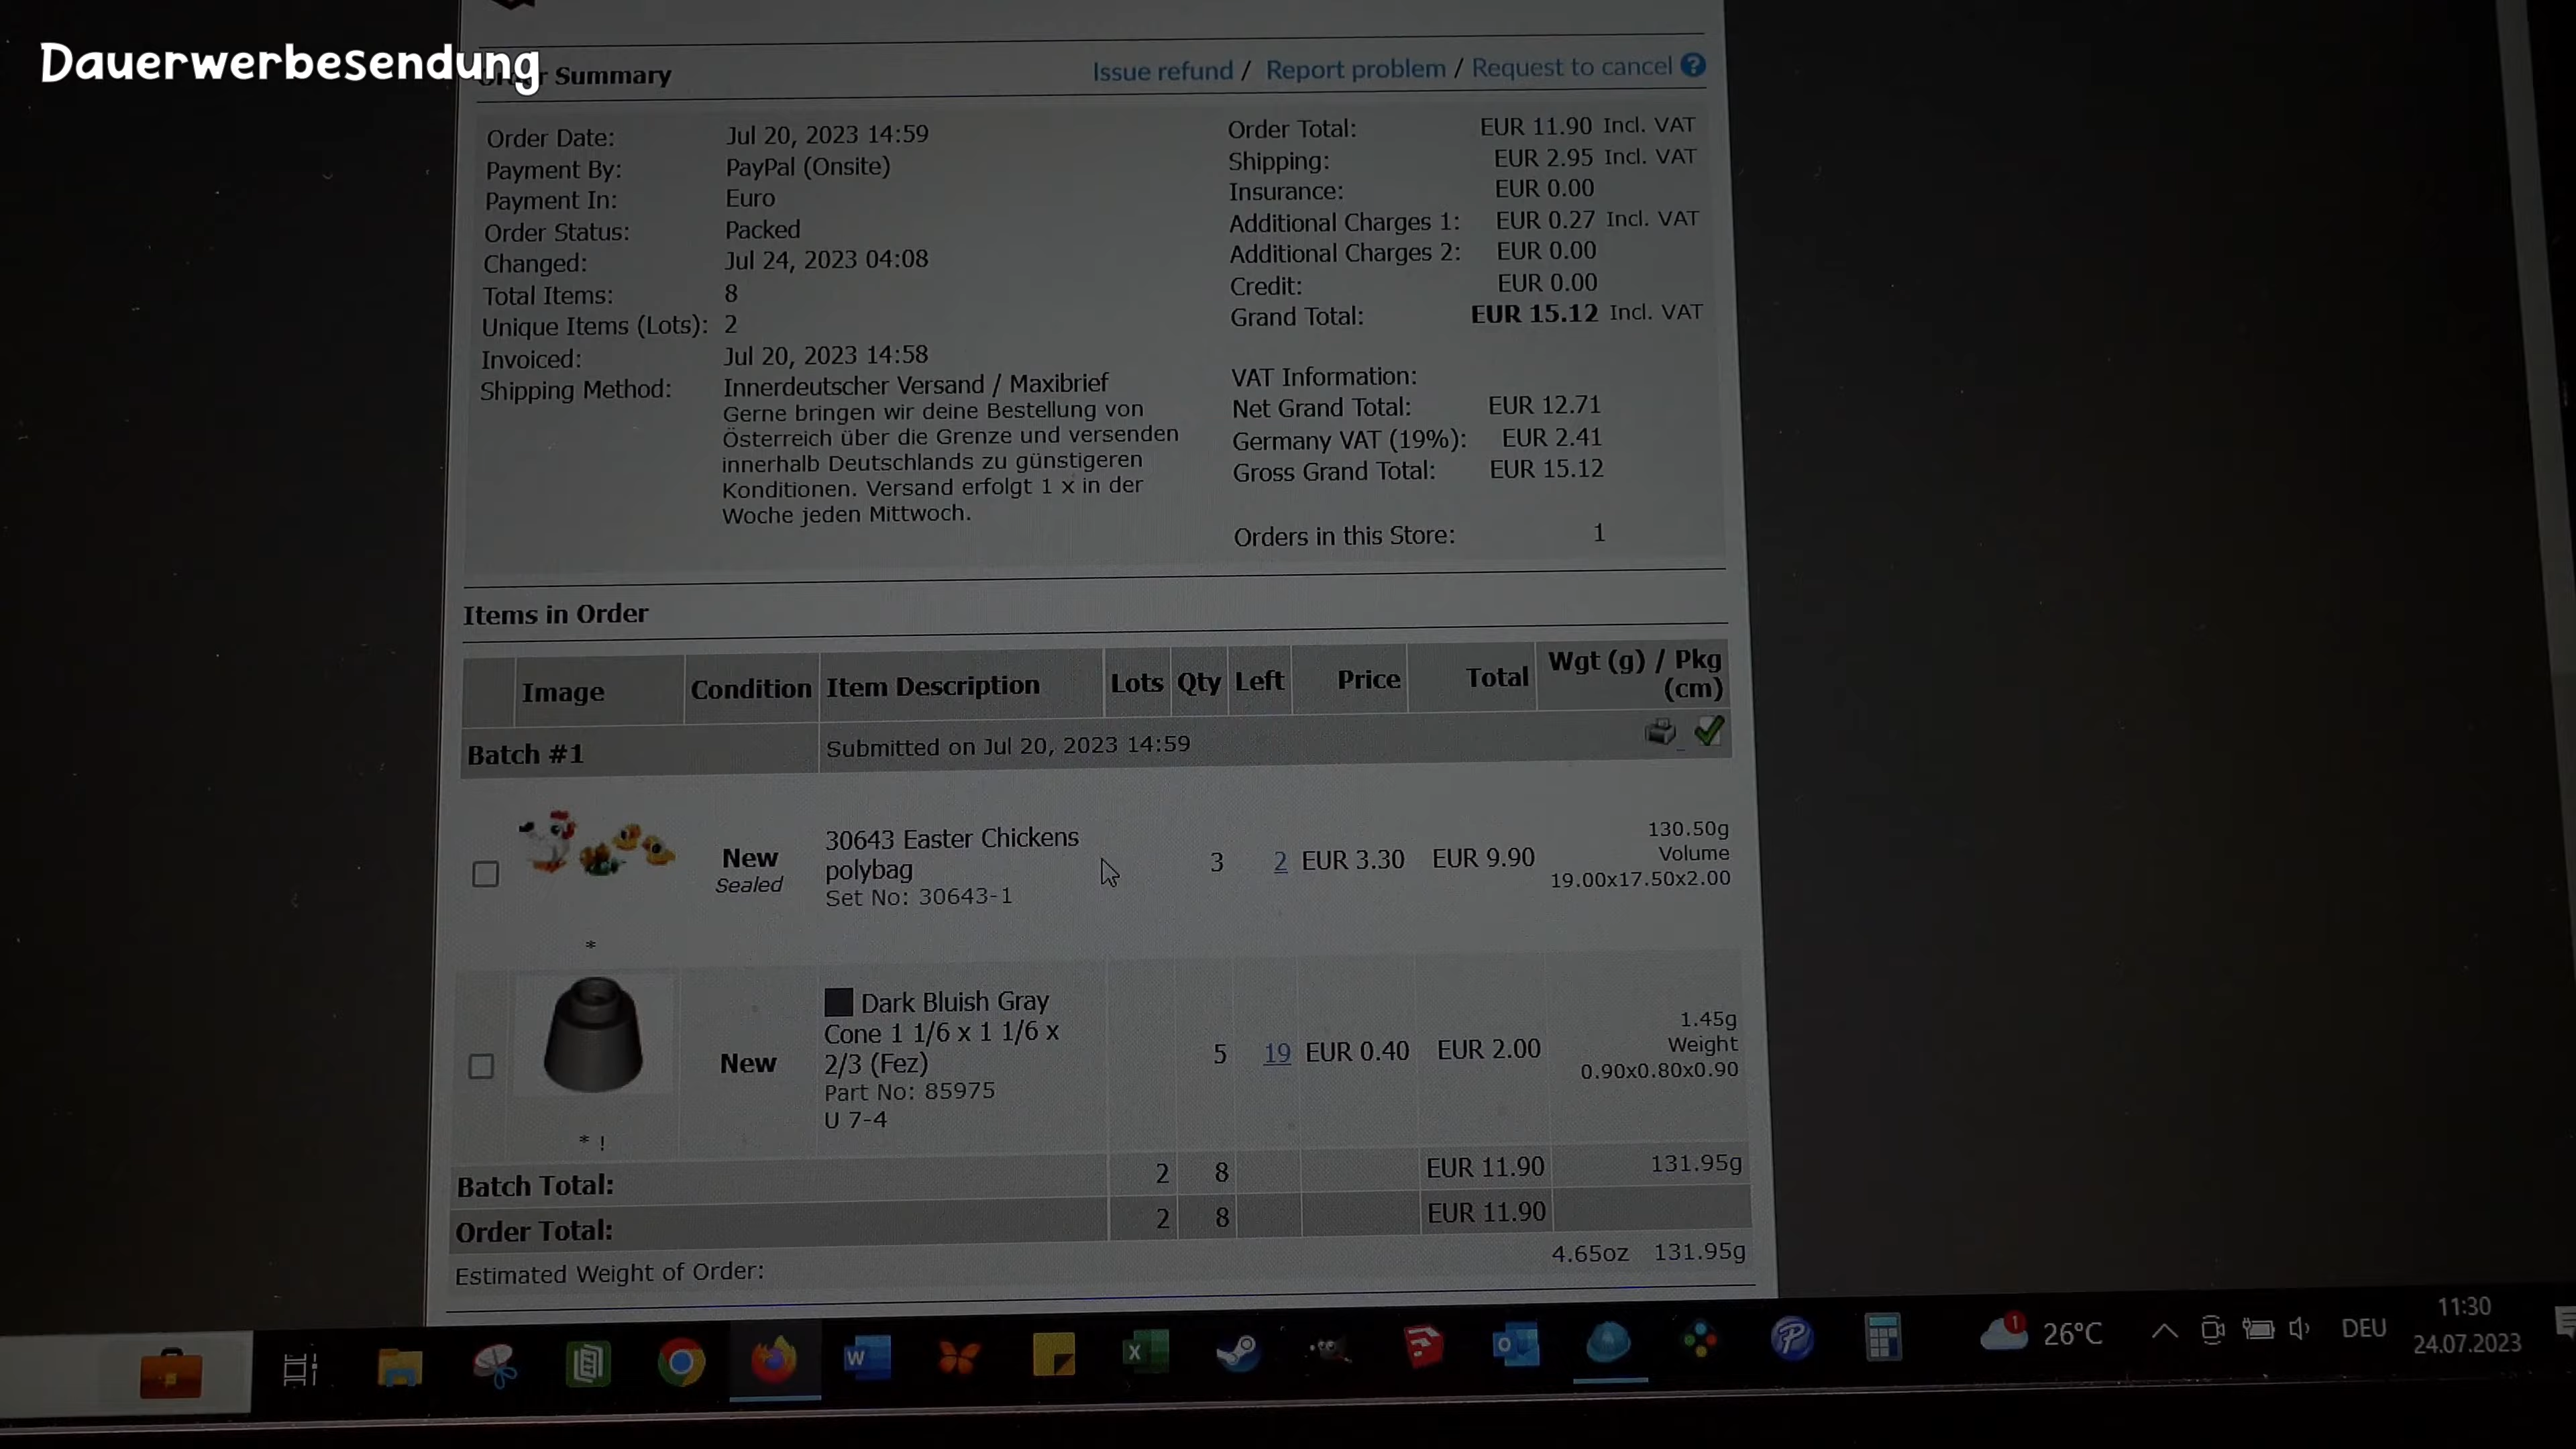 Dauerwerbesendung
Summary
Issue refund / Report problem / Request to cancel ?
Order Date: Jul 20, 2023 14:59
Payment By: PayPal (Onsite)
Payment In: Euro
Order Status: Packed
Changed: Jul 24, 2023 04:08
Total Items: 8
Unique Items (Lots): 2
Invoiced: Jul 20, 2023 14:58
Shipping Method: Innerdeutscher Versand / Maxibrief
Gerne bringen wir deine Bestellung von
Österreich über die Grenze und versenden
innerhalb Deutschlands zu günstigeren
Konditionen. Versand erfolgt 1 x in der
Woche jeden Mittwoch.
Order Total: EUR 11.90 Incl. VAT
Shipping: EUR 2.95 Incl. VAT
Insurance: EUR 0.00
Additional Charges 1: EUR 0.27 Incl. VAT
Additional Charges 2: EUR 0.00
Credit: EUR 0.00
Grand Total: EUR 15.12 Incl. VAT
VAT Information:
Net Grand Total: EUR 12.71
Germany VAT (19%): EUR 2.41
Gross Grand Total: EUR 15.12
Orders in this Store: 1
Items in Order
Image Condition Item Description Lots Qty Left Price Total Wgt (g) / Pkg
(cm)
Batch #1 Submitted on Jul 20, 2023 14:59
New
Sealed
30643 Easter Chickens
polybag
Set No: 30643-1
3 2 EUR 3.30 EUR 9.90
130.50g
Volume
19.00x17.50x2.00
*
New
Dark Bluish Gray
Cone 1 1/6 x 1 1/6 x
2/3 (Fez)
Part No: 85975
U 7-4
5 19 EUR 0.40 EUR 2.00
1.45g
Weight
0.90x0.80x0.90
* !
Batch Total: 2 8 EUR 11.90 131.95g
Order Total: 2 8 EUR 11.90
Estimated Weight of Order: 4.65oz 131.95g
1
26°C
DEU
11:30
24.07.2023